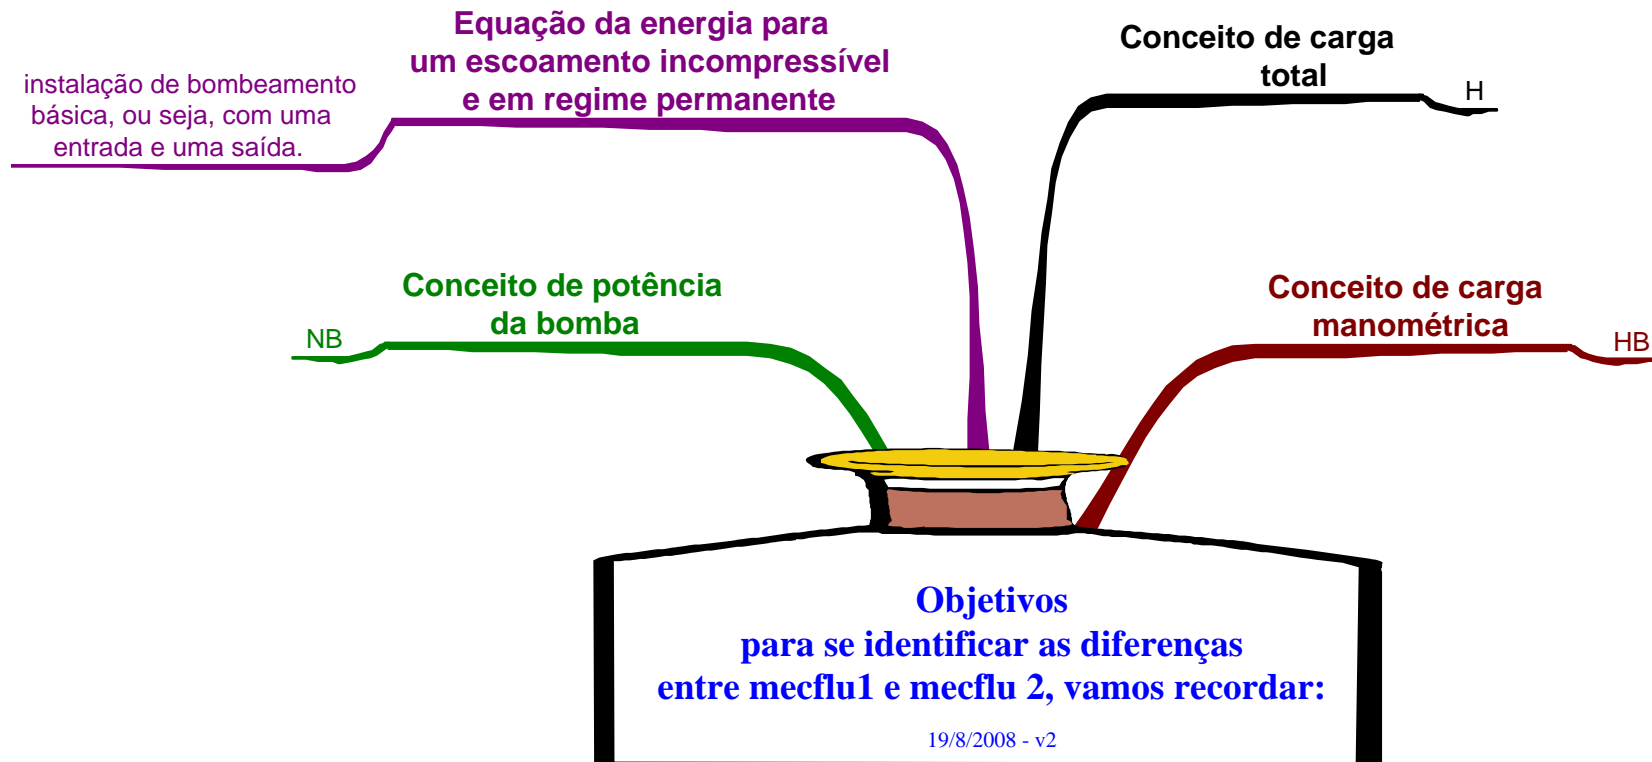 Equação da energia para
um escoamento incompressível
e em regime permanente
instalação de bombeamento
básica, ou seja, com uma
entrada e uma saída.
Conceito de carga
total
H
Conceito de potência
da bomba
NB
Conceito de carga
manométrica
HB
Objetivos
para se identificar as diferenças
entre mecflu1 e mecflu 2, vamos recordar:
19/8/2008 - v2